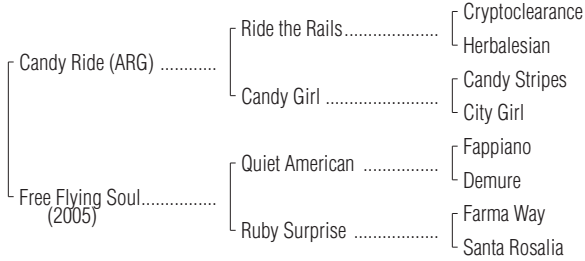 Cryptoclearance
Ride the Rails.....................
Herbalesian
Candy Ride (ARG) ............
Candy Stripes
Candy Girl .........................
City Girl
Fappiano
Quiet American .................
Demure
Free Flying Soul................
(2005)
Farma Way
Ruby Surprise ...................
Santa Rosalia